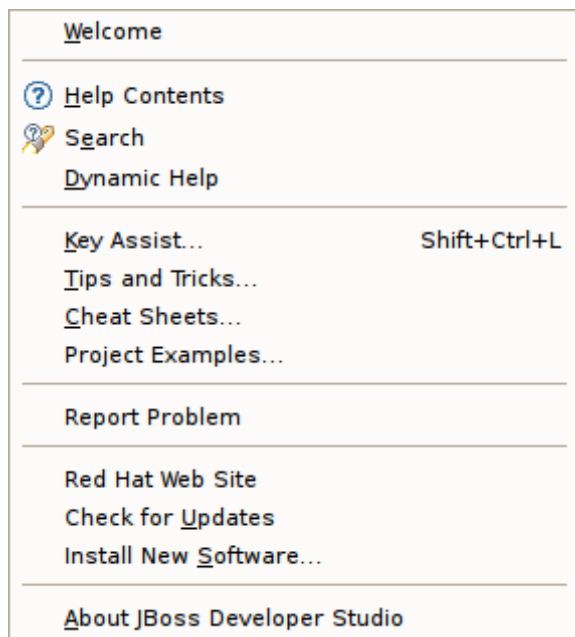 Welcome
Help Contents
Search
Dynamic Help
Key Assist... Shift+Ctrl+L
Tips and Tricks...
Cheat Sheets...
Project Examples...
Report Problem
Red Hat Web Site
Check for Updates
Install New Software...
About JBoss Developer Studio